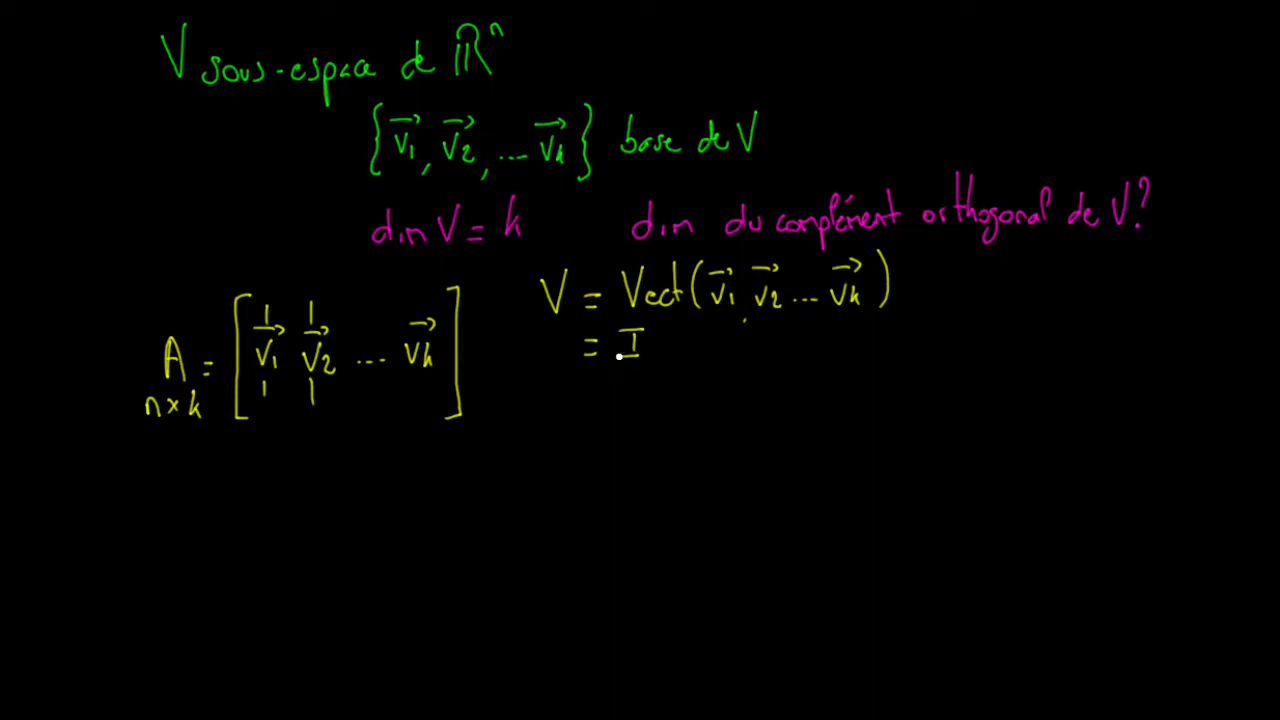 V sous-espace de ℝⁿ
{v₁→, v₂→, ... vₖ→} base de V
dim V = k dim du complément orthogonal de V?
V = Vect(v₁→, v₂→ ... vₖ→)
A = [v₁→ v₂→ ... vₖ→]
n×k
= I